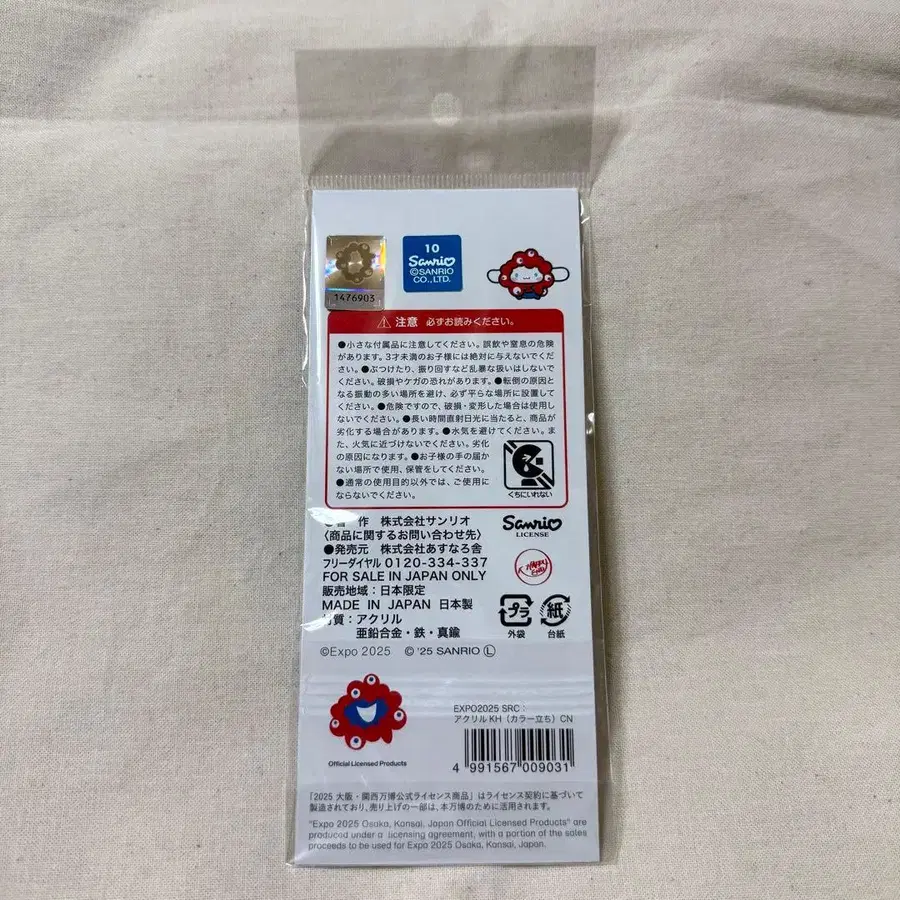 1476903
10
Sanrio
©SANRIO
CO., LTD.
注意 必ずお読みください。
●小さな付属品に注意してください。誤飲や窒息の危険
があります。3才未満のお子様には絶対に与えないでくだ
さい。●ぶつけたり、振り回すなど乱暴な扱いはしないで
ください。破損やケガの恐れがあります。●転倒の原因と
なる振動の多い場所を避け、必ず平らな場所に設置して
ください。●危険ですので、破損・変形した場合は使用し
ないでください。●長い時間直射日光に当たると、商品が
劣化する場合があります。●水気を避けてください。ま
た、火気に近づけないでください。劣化
の原因になります。●お子様の手の届か
ない場所で使用、保管をしてください。
●通常の使用目的以外では、ご使用に
ならないでください。
くちにいれない
作 株式会社サンリオ
〈商品に関するお問い合わせ先〉
●発売元 株式会社あすなろ舎
フリーダイヤル 0120-334-337
FOR SALE IN JAPAN ONLY
販売地域：日本限定
MADE IN JAPAN 日本製
材質：アクリル
亜鉛合金・鉄・真鍮
Sanrio
LICENSE
プラ
外袋
紙
台紙
©Expo 2025 © '25 SANRIO Ⓛ
Official Licensed Products
EXPO2025 SRC：
アクリルKH（カラー立ち）CN
4 991567 009031
「2025 大阪・関西万博公式ライセンス商品」はライセンス契約に基づいて
製造されており、売り上げの一部は、本万博のために活用されます。
"Expo 2025 Osaka, Kansai, Japan Official Licensed Products" are
produced under a licensing agreement, with a portion of the sales
proceeds to be used for Expo 2025 Osaka, Kansai, Japan.